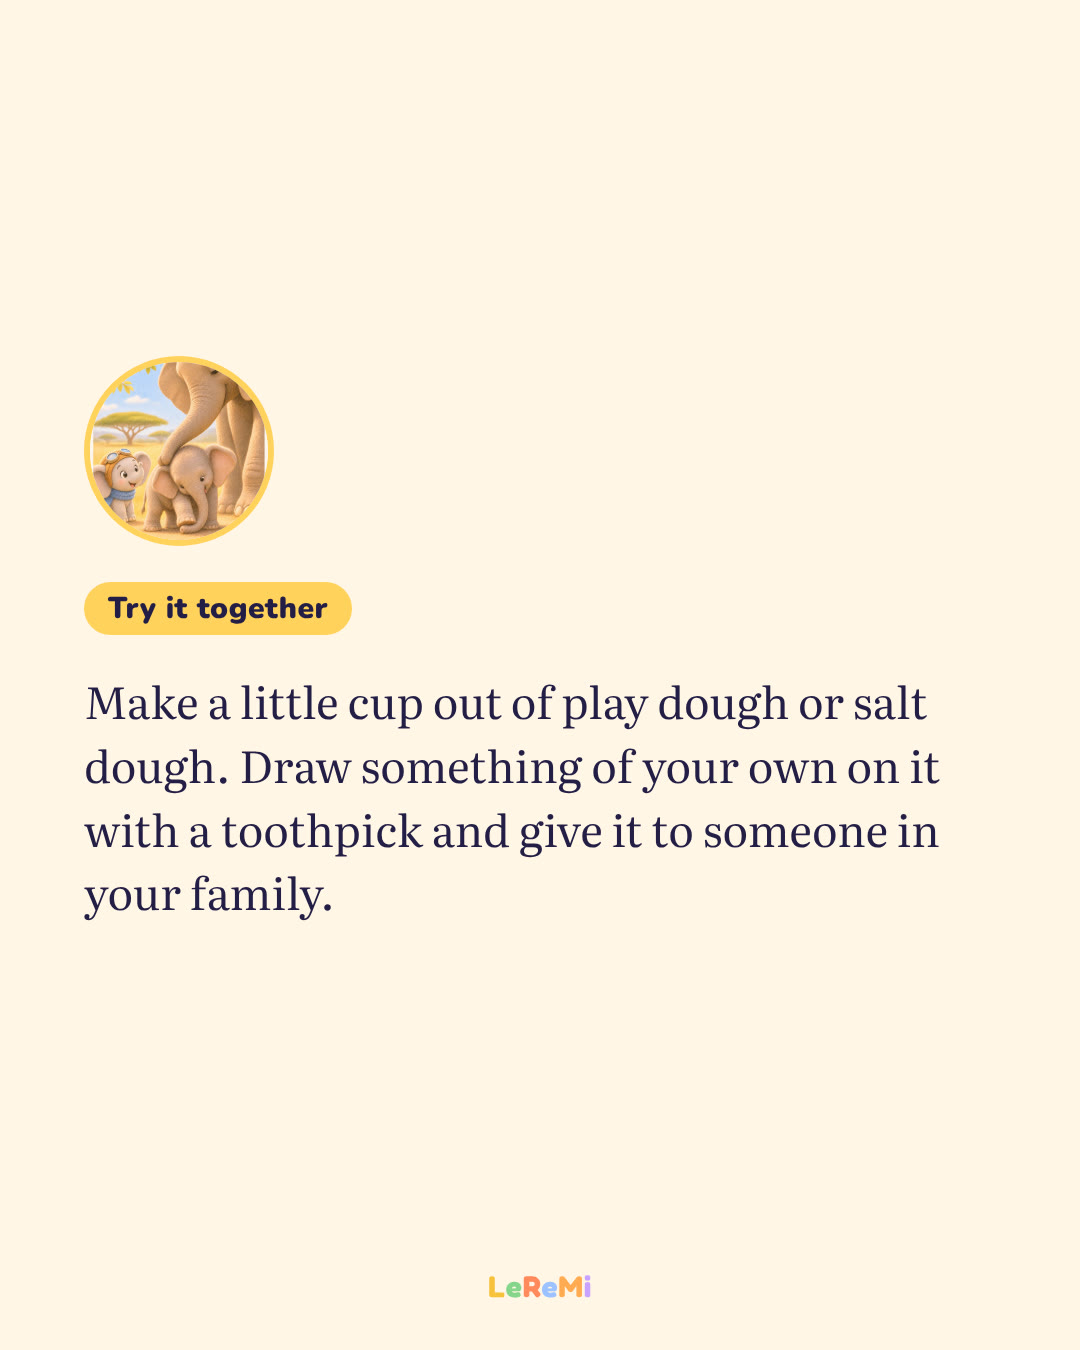 Try it together
Make a little cup out of play dough or salt
dough. Draw something of your own on it
with a toothpick and give it to someone in
your family.
LeReMi